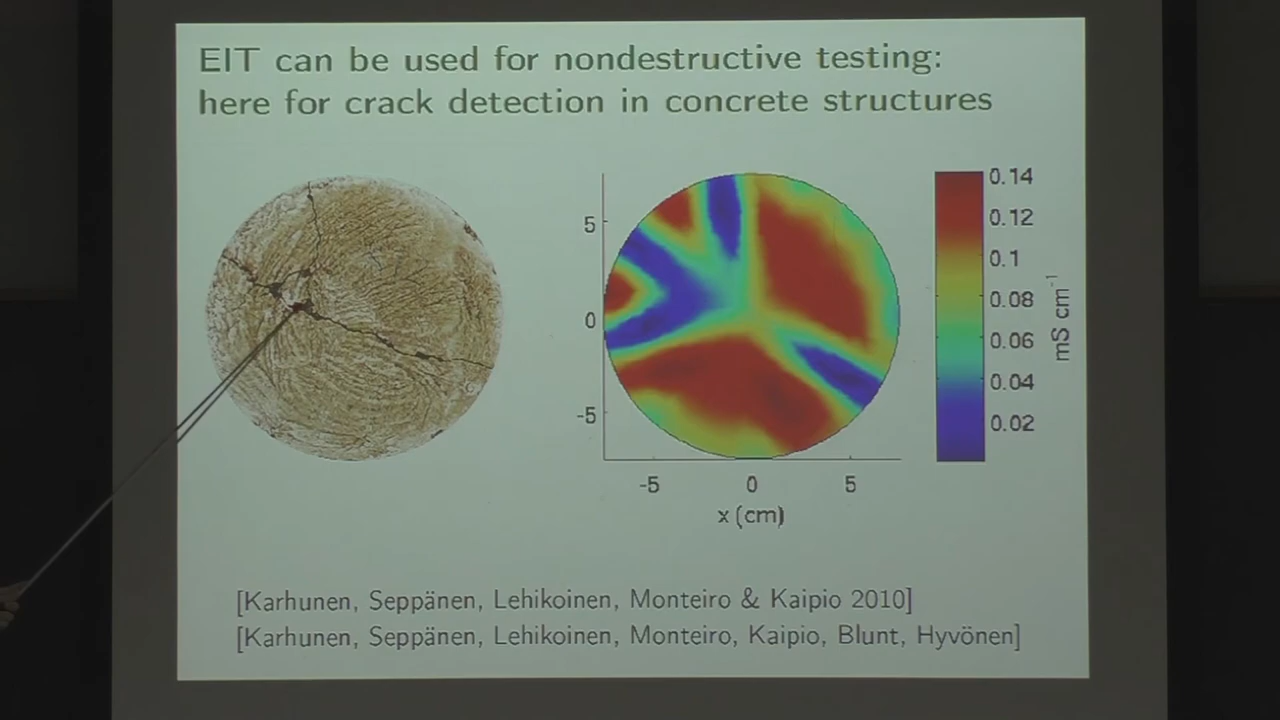 EIT can be used for nondestructive testing:
here for crack detection in concrete structures
5
0
-5
-5 0 5
x (cm)
0.14
0.12
0.1
0.08
0.06
0.04
0.02
mS cm⁻¹
[Karhunen, Seppänen, Lehikoinen, Monteiro & Kaipio 2010]
[Karhunen, Seppänen, Lehikoinen, Monteiro, Kaipio, Blunt, Hyvönen]